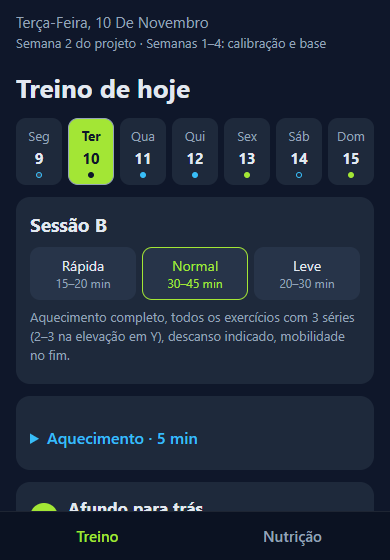 Terça-Feira, 10 De Novembro
Semana 2 do projeto · Semanas 1–4: calibração e base
Treino de hoje
Seg Ter Qua Qui Sex Sáb Dom
9 10 11 12 13 14 15
Sessão B
Rápida Normal Leve
15–20 min 30–45 min 20–30 min
Aquecimento completo, todos os exercícios com 3 séries
(2–3 na elevação em Y), descanso indicado, mobilidade
no fim.
Aquecimento · 5 min
Afundo para trás
Treino Nutrição